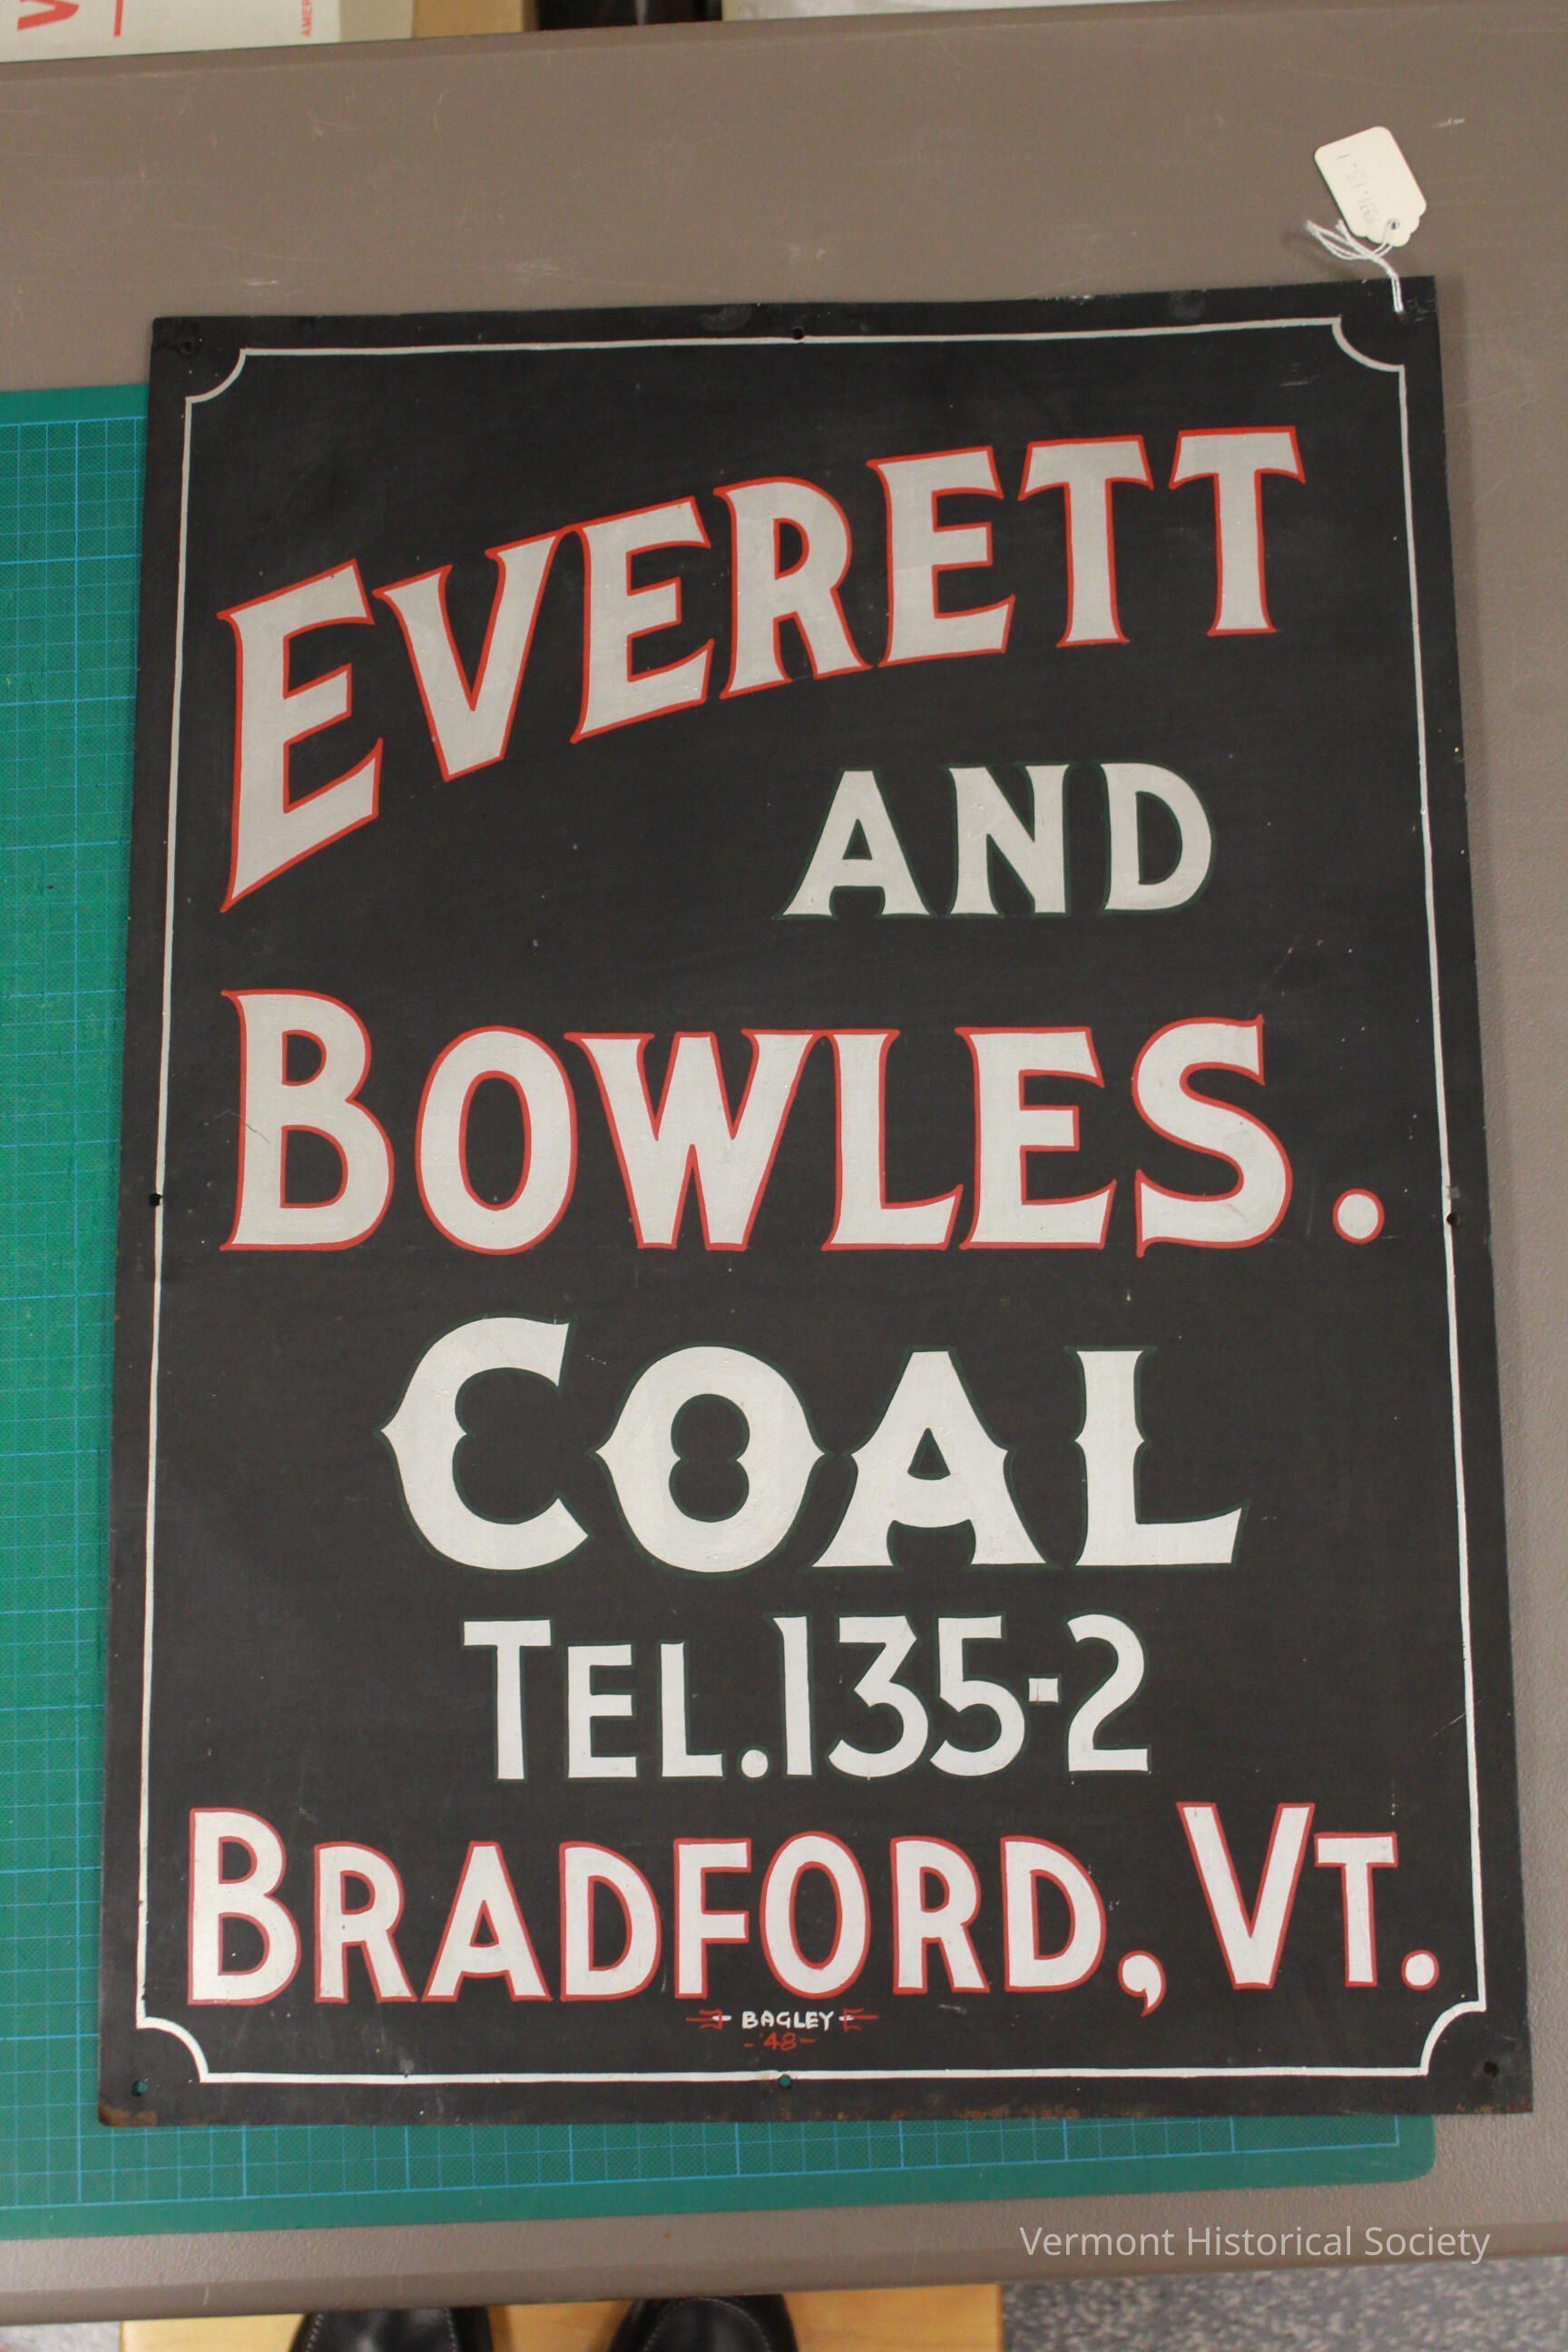 EVERETT
AND
BOWLES.
COAL
TEL. 135-2
BRADFORD, VT.
BAGLEY
-'48-
Vermont Historical Society